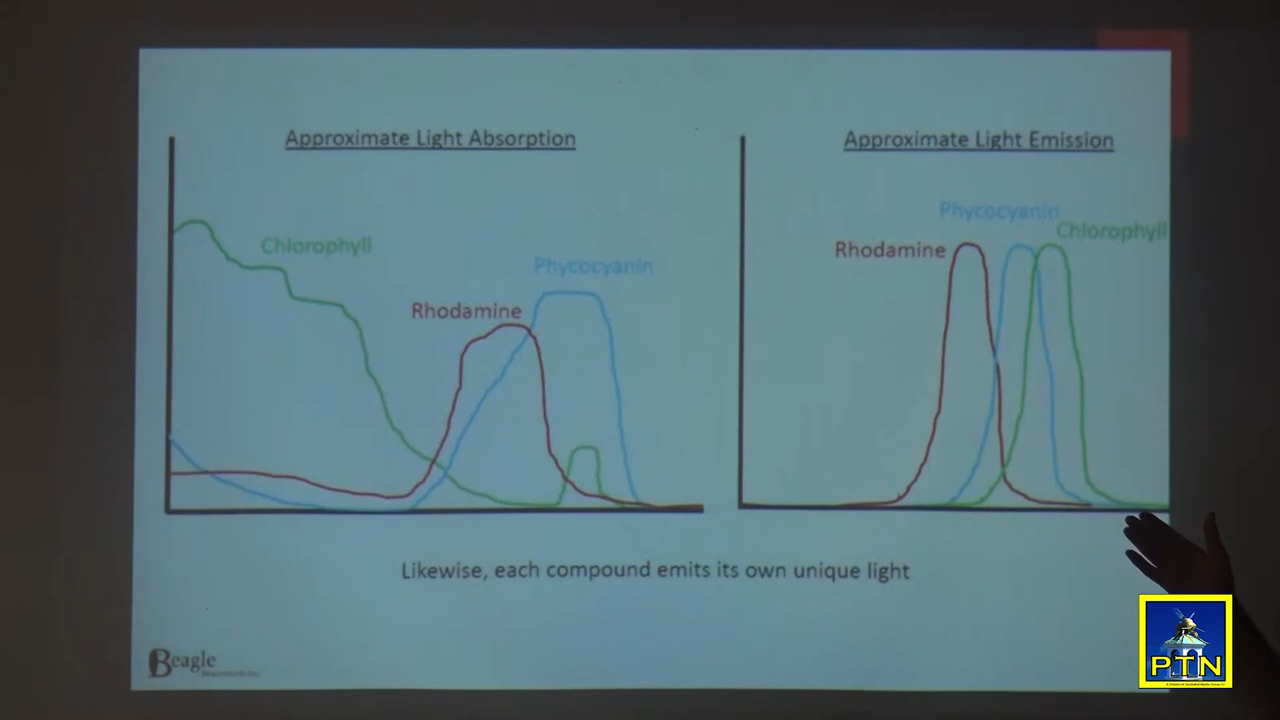 Approximate Light Absorption
Approximate Light Emission
Chlorophyll
Rhodamine
Phycocyanin
Rhodamine
Phycocyanin
Chlorophyll
Likewise, each compound emits its own unique light
Beagle
PTN